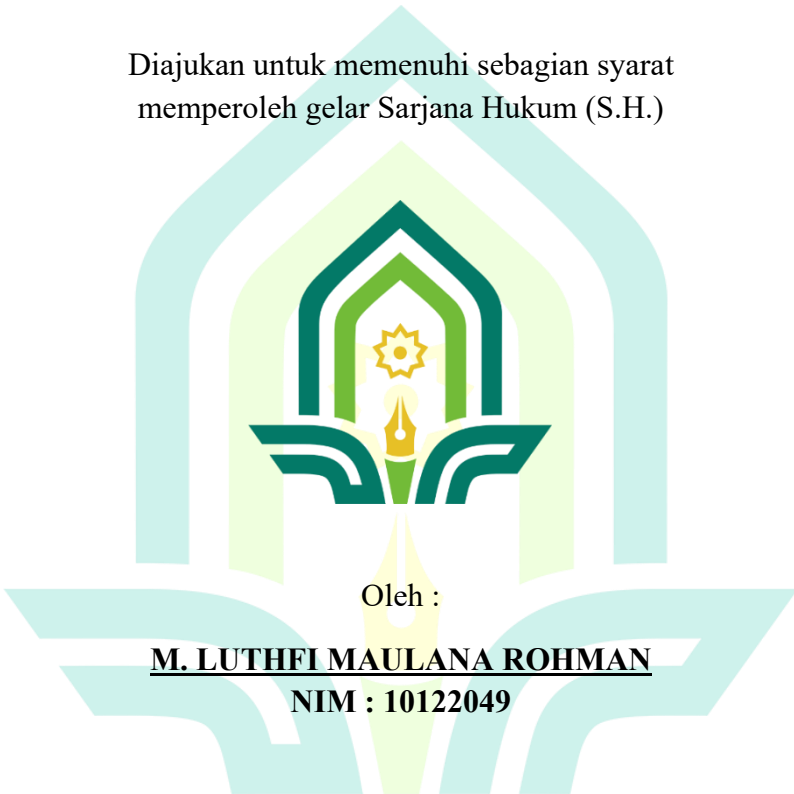 Diajukan untuk memenuhi sebagian syarat
memperoleh gelar Sarjana Hukum (S.H.)
Oleh :
M. LUTHFI MAULANA ROHMAN
NIM : 10122049